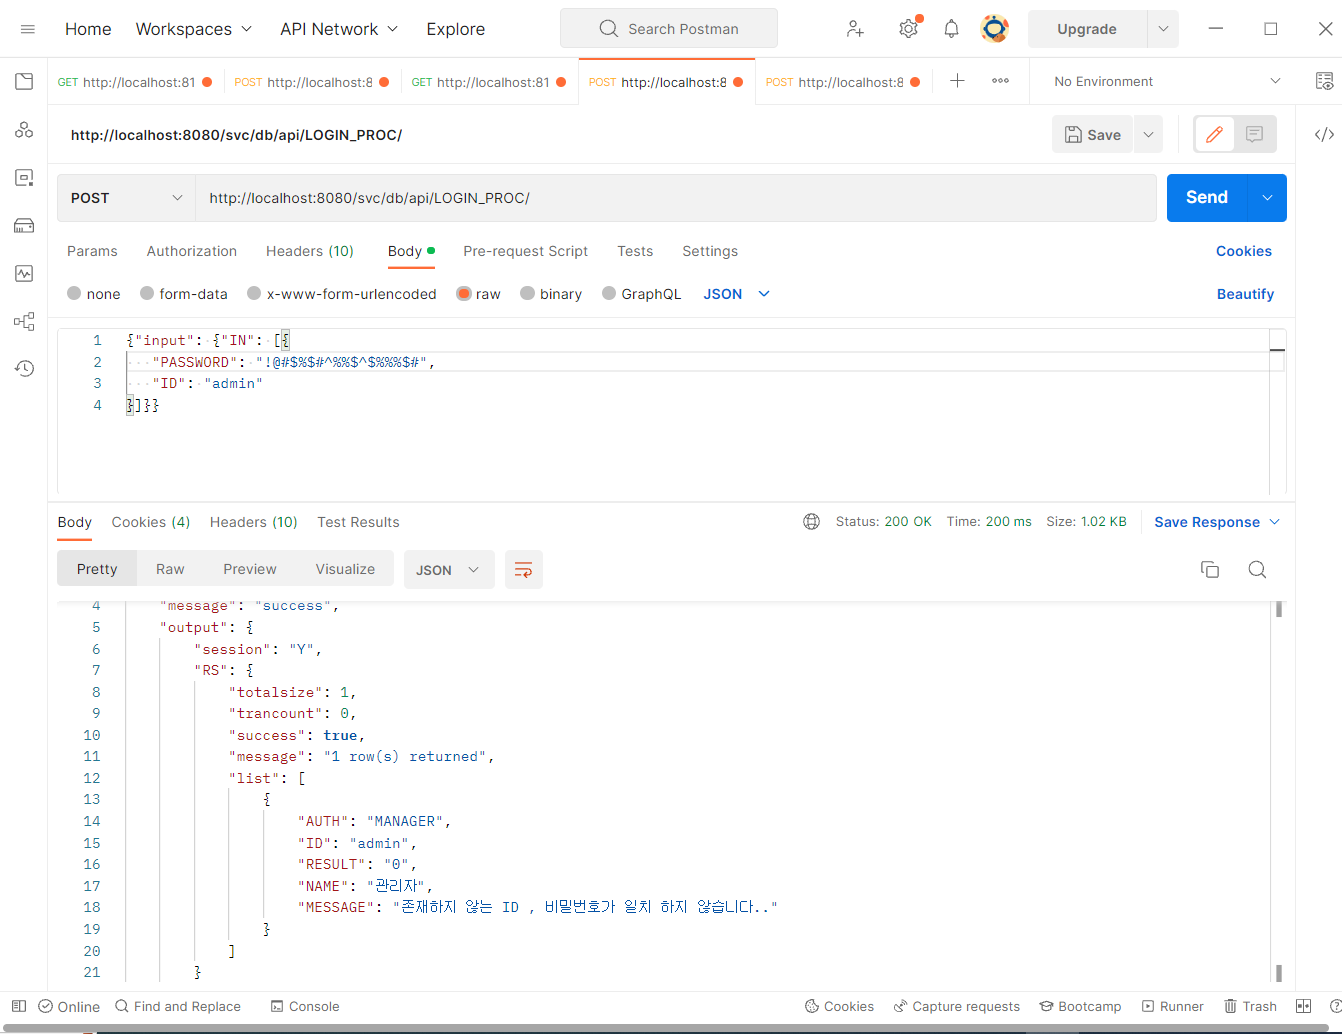 Home Workspaces API Network Explore Search Postman Upgrade
GET http://localhost:81 POST http://localhost:8 GET http://localhost:81 POST http://localhost:8 POST http://localhost:8 No Environment
http://localhost:8080/svc/db/api/LOGIN_PROC/ Save
POST http://localhost:8080/svc/db/api/LOGIN_PROC/ Send
Params Authorization Headers (10) Body Pre-request Script Tests Settings Cookies
none form-data x-www-form-urlencoded raw binary GraphQL JSON Beautify
1 {"input": {"IN": [{
2 "PASSWORD": "!@#$%$#^%%$^$%%%$#",
3 "ID": "admin"
4 }]}}
Body Cookies (4) Headers (10) Test Results Status: 200 OK Time: 200 ms Size: 1.02 KB Save Response
Pretty Raw Preview Visualize JSON
4 "message": "success",
5 "output": {
6 "session": "Y",
7 "RS": {
8 "totalsize": 1,
9 "trancount": 0,
10 "success": true,
11 "message": "1 row(s) returned",
12 "list": [
13 {
14 "AUTH": "MANAGER",
15 "ID": "admin",
16 "RESULT": "0",
17 "NAME": "관리자",
18 "MESSAGE": "존재하지 않는 ID , 비밀번호가 일치 하지 않습니다.."
19 }
20 ]
21 }
Online Find and Replace Console Cookies Capture requests Bootcamp Runner Trash